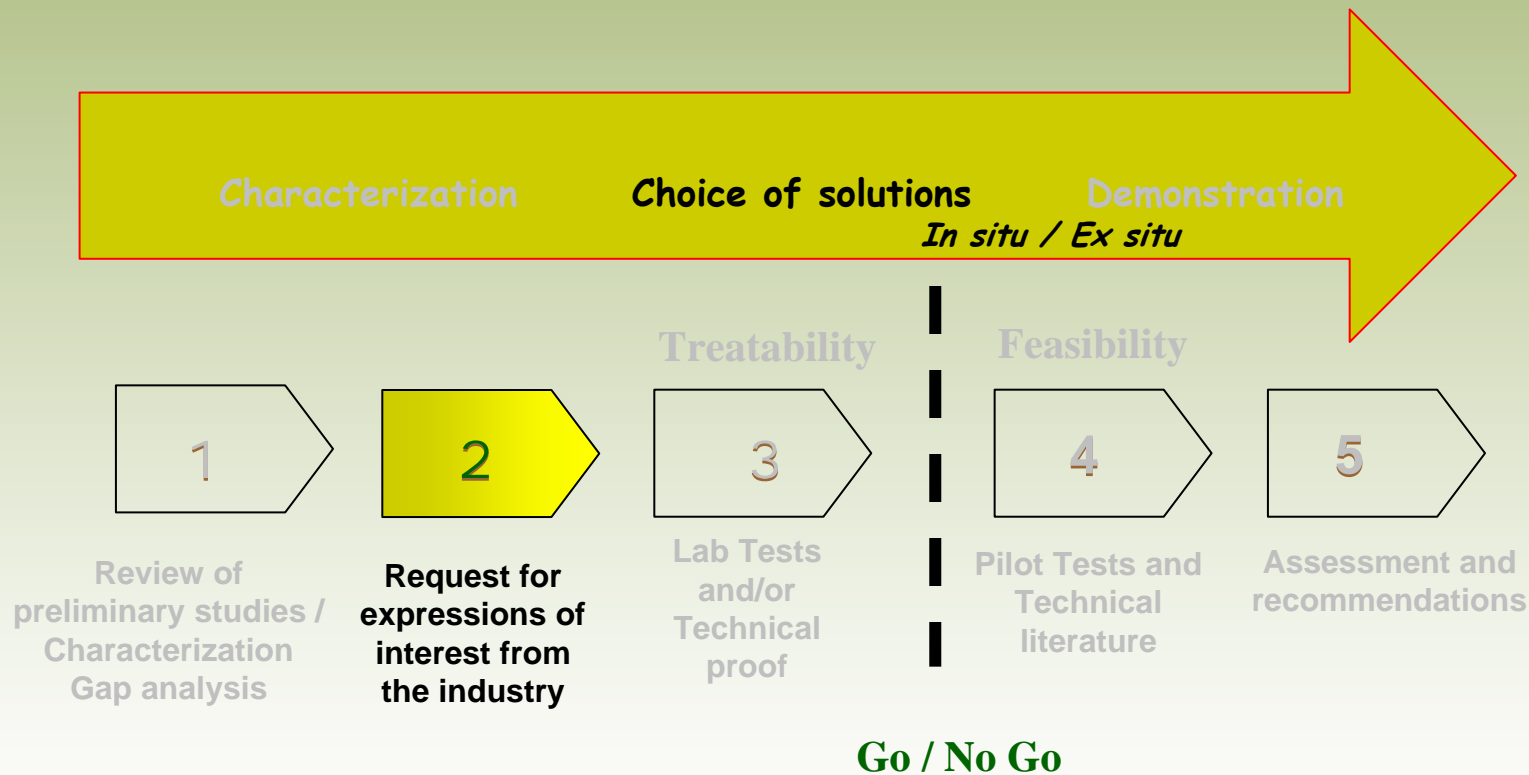 Characterization Choice of solutions Demonstration
In situ / Ex situ
Treatability Feasibility
1 2 3 4 5
Review of
preliminary studies /
Characterization
Gap analysis
Request for
expressions of
interest from
the industry
Lab Tests
and/or
Technical
proof
Pilot Tests and
Technical
literature
Assessment and
recommendations
Go / No Go